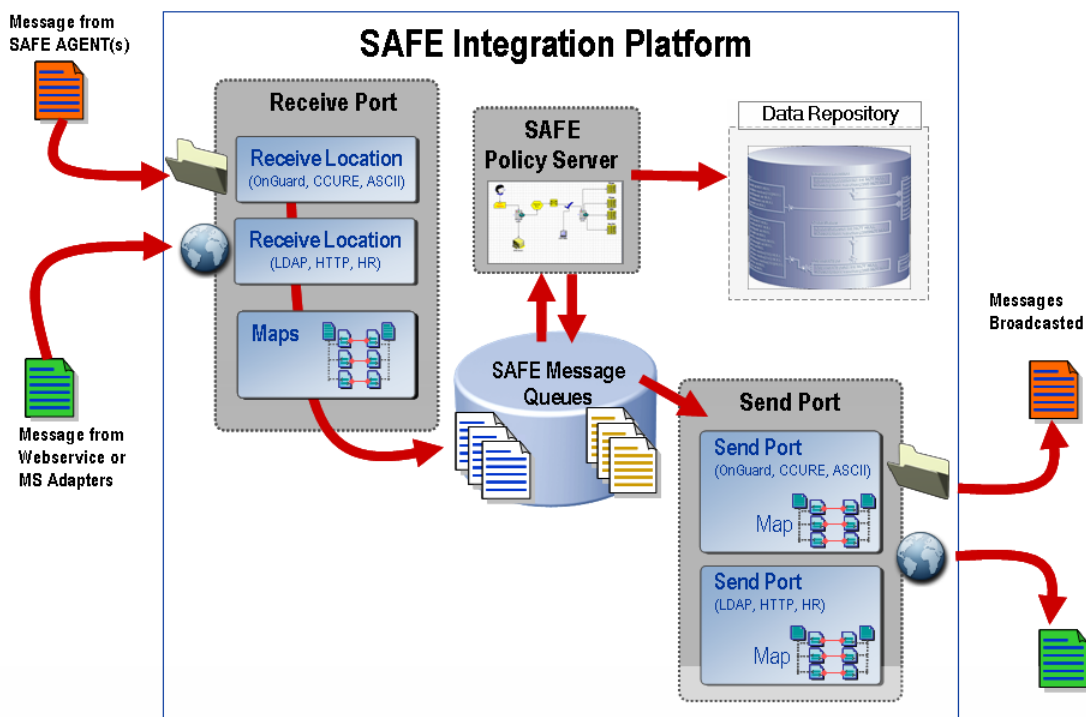 Message from
SAFE AGENT(s)
SAFE Integration Platform
Receive Port
Receive Location
(OnGuard, CCURE, ASCII)
Receive Location
(LDAP, HTTP, HR)
Maps
Message from
Webservice or
MS Adapters
SAFE
Policy Server
Data Repository
SAFE Message
Queues
Send Port
Send Port
(OnGuard, CCURE, ASCII)
Map
Send Port
(LDAP, HTTP, HR)
Map
Messages
Broadcasted